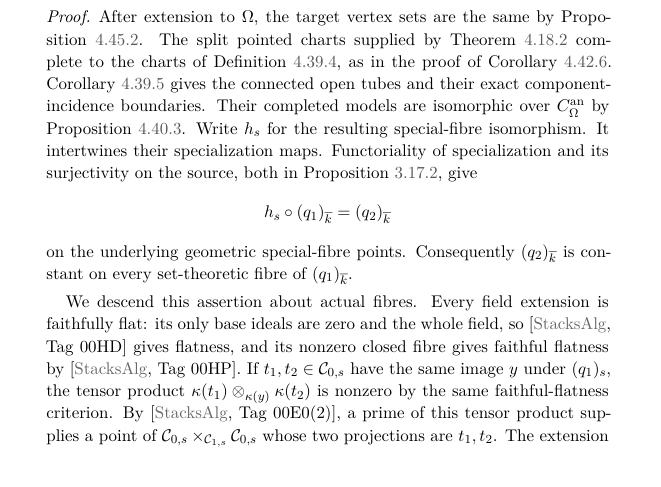 Proof. After extension to Ω, the target vertex sets are the same by Propo-
sition 4.45.2. The split pointed charts supplied by Theorem 4.18.2 com-
plete to the charts of Definition 4.39.4, as in the proof of Corollary 4.42.6.
Corollary 4.39.5 gives the connected open tubes and their exact component-
incidence boundaries. Their completed models are isomorphic over C_Ω^an by
Proposition 4.40.3. Write h_s for the resulting special-fibre isomorphism. It
intertwines their specialization maps. Functoriality of specialization and its
surjectivity on the source, both in Proposition 3.17.2, give
h_s ∘ (q_1)_k̅ = (q_2)_k̅
on the underlying geometric special-fibre points. Consequently (q_2)_k̅ is con-
stant on every set-theoretic fibre of (q_1)_k̅.
We descend this assertion about actual fibres. Every field extension is
faithfully flat: its only base ideals are zero and the whole field, so [StacksAlg,
Tag 00HD] gives flatness, and its nonzero closed fibre gives faithful flatness
by [StacksAlg, Tag 00HP]. If t_1, t_2 ∈ 𝒞_{0,s} have the same image y under (q_1)_s,
the tensor product κ(t_1) ⊗_{κ(y)} κ(t_2) is nonzero by the same faithful-flatness
criterion. By [StacksAlg, Tag 00E0(2)], a prime of this tensor product sup-
plies a point of 𝒞_{0,s} ×_{𝒞_{1,s}} 𝒞_{0,s} whose two projections are t_1, t_2. The extension